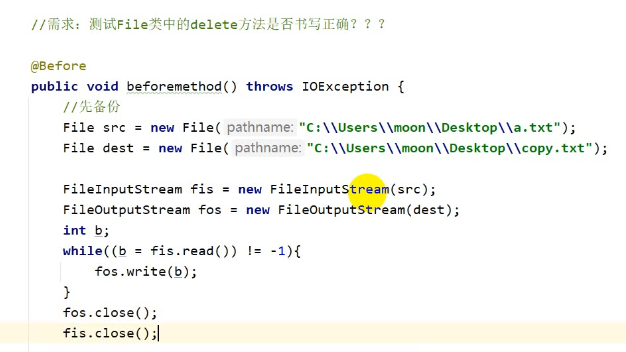 //需求：测试File类中的delete方法是否书写正确？？？
@Before
public void beforemethod() throws IOException {
//先备份
File src = new File( pathname: "C:\\Users\\moon\\Desktop\\a.txt");
File dest = new File( pathname: "C:\\Users\\moon\\Desktop\\copy.txt");
FileInputStream fis = new FileInputStream(src);
FileOutputStream fos = new FileOutputStream(dest);
int b;
while((b = fis.read()) != -1){
fos.write(b);
}
fos.close();
fis.close();